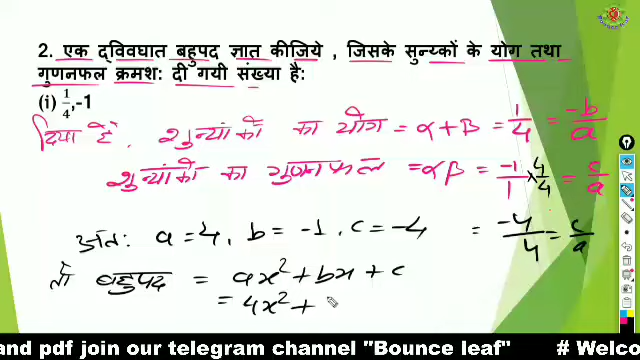 2. एक द्विवघात बहुपद ज्ञात कीजिये , जिसके सुन्य्कों के योग तथा
गुणनफल क्रमश: दी गयी संख्या है:
(i) 1/4,-1
दिया है, शुन्यांको का योग = α+β = 1/4 = -b/a
शुन्यांको का गुणनफल = αβ = -1/1 × 4/4 = c/a
अंत: a = 4, b = -1, c = -4 = -4/4 = c/a
तो बहुपद = ax² + bx + c
= 4x² +
and pdf join our telegram channel "Bounce leaf" # Welco